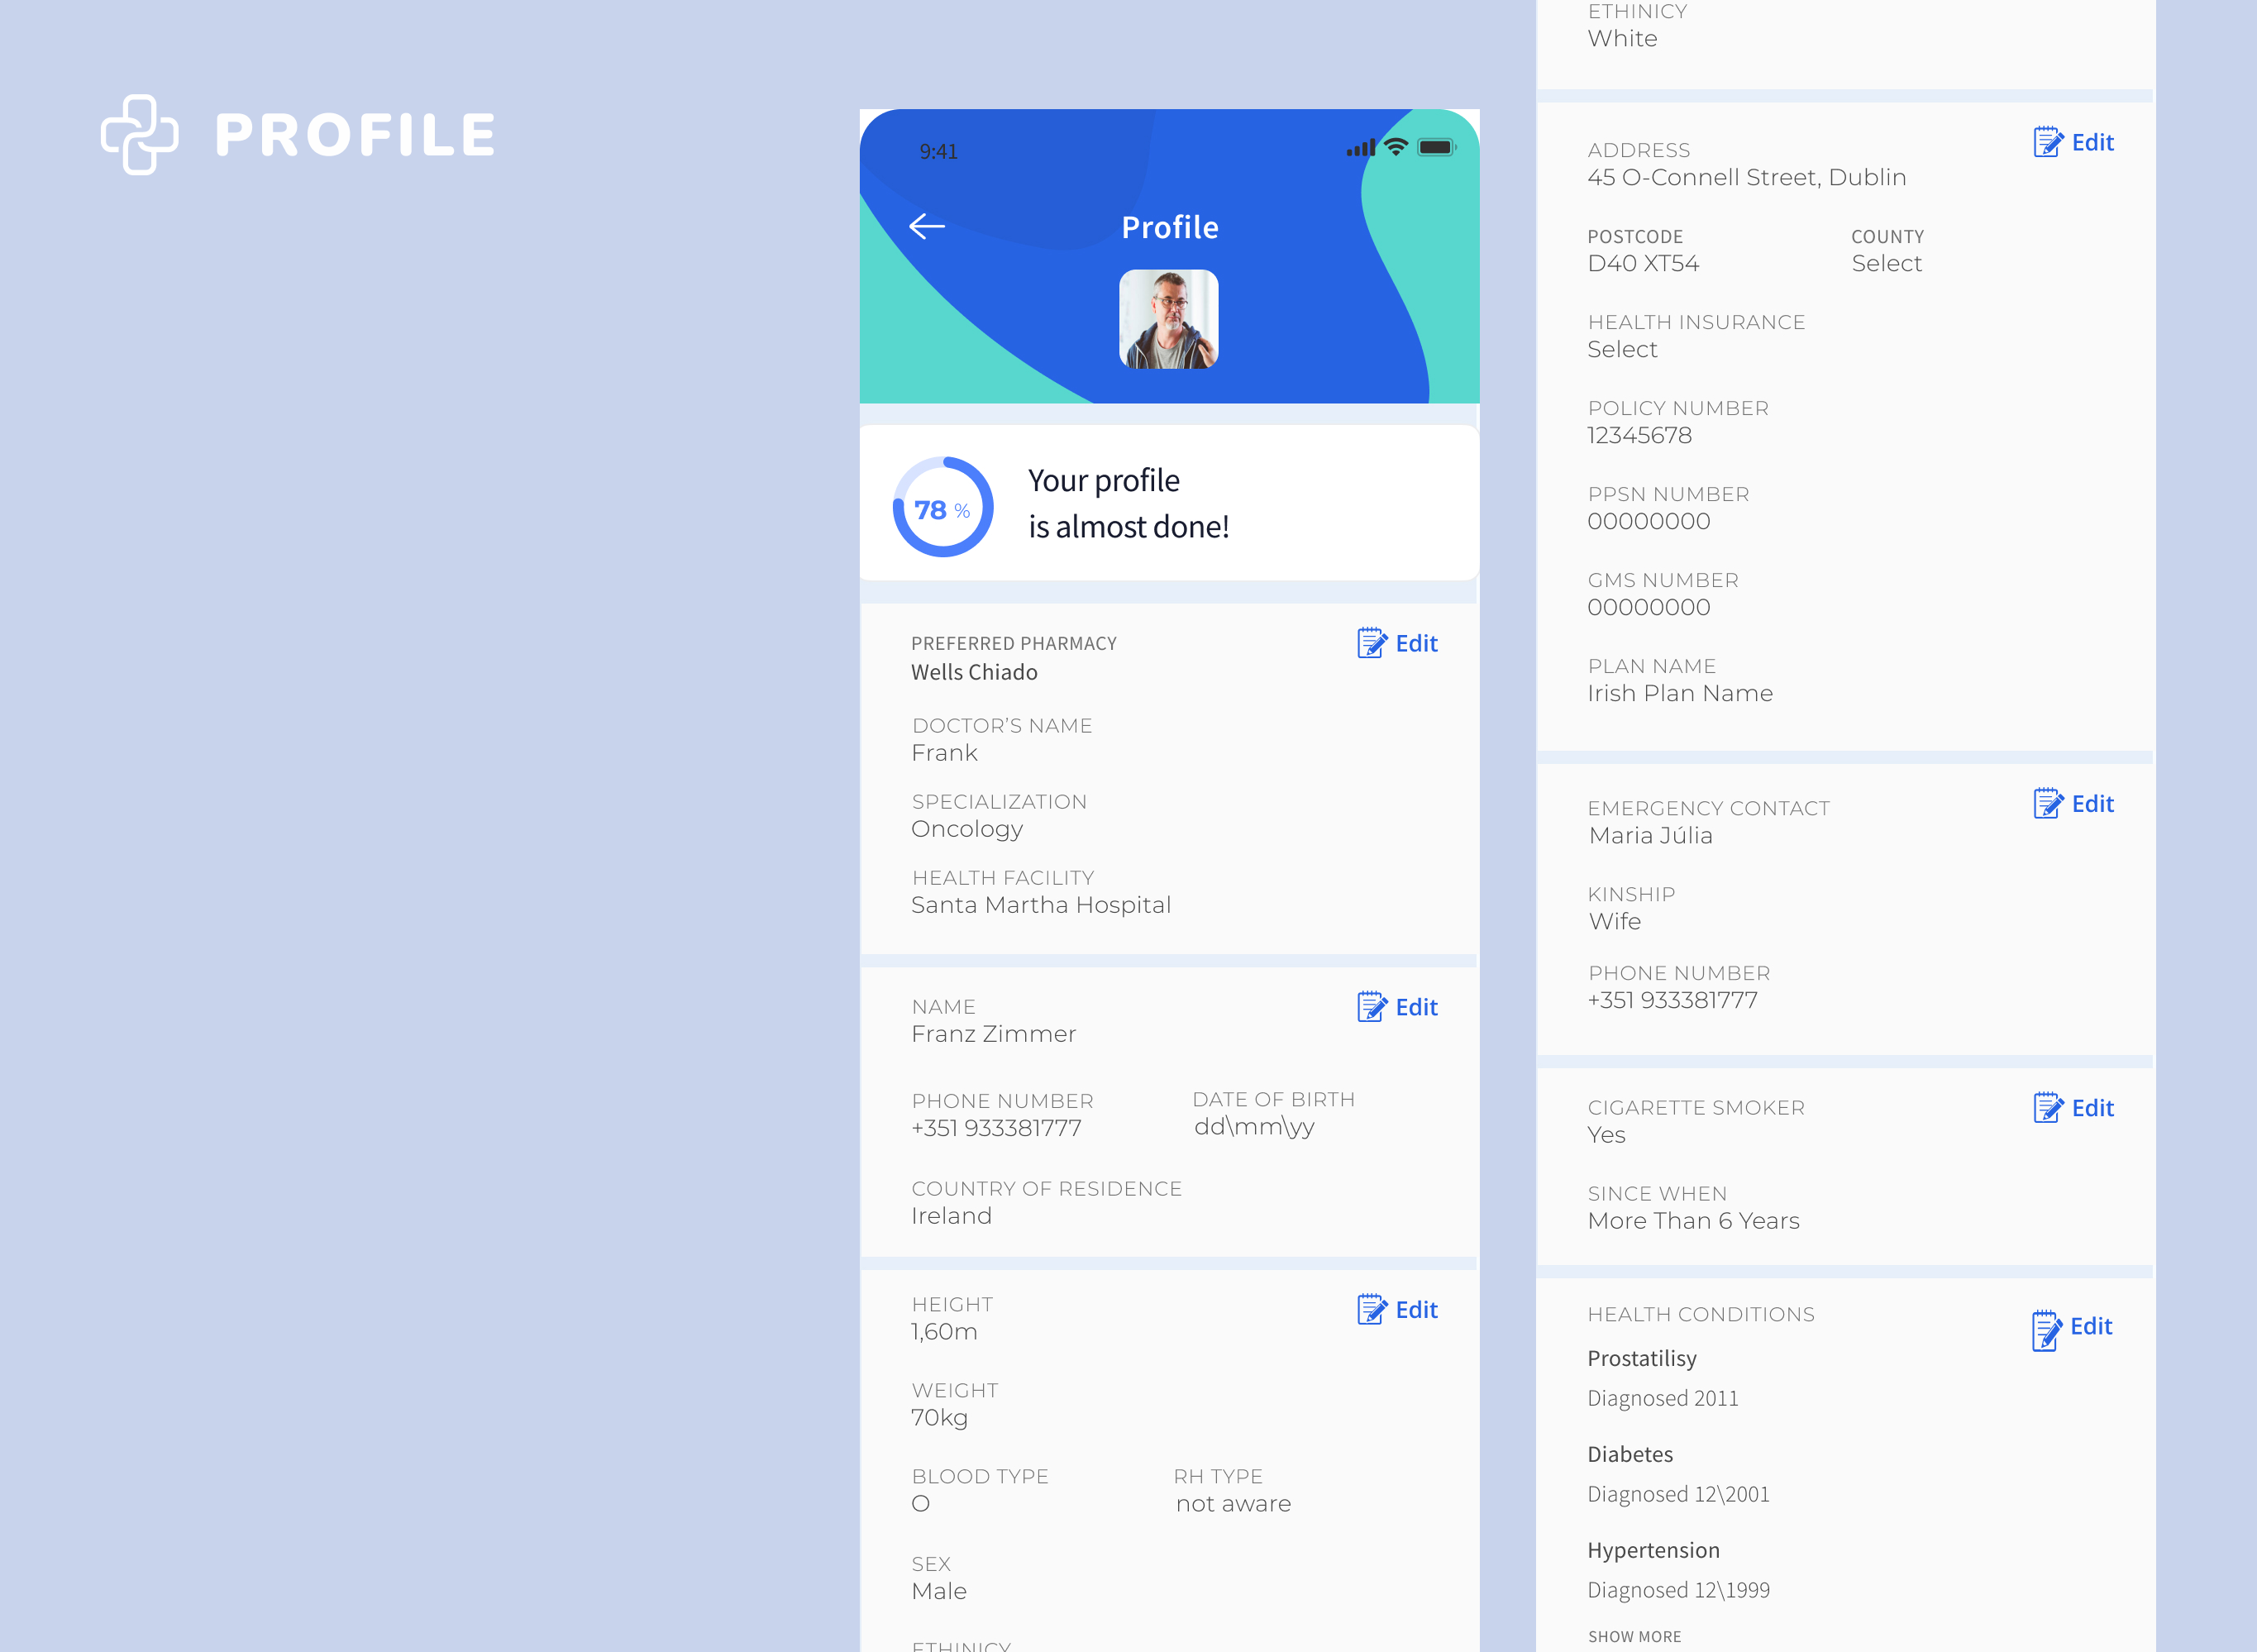 PROFILE
9:41
Profile
78 %
Your profile
is almost done!
PREFERRED PHARMACY
Edit
Wells Chiado
DOCTOR'S NAME
Frank
SPECIALIZATION
Oncology
HEALTH FACILITY
Santa Martha Hospital
NAME
Edit
Franz Zimmer
PHONE NUMBER
+351 933381777
DATE OF BIRTH
dd\mm\yy
COUNTRY OF RESIDENCE
Ireland
HEIGHT
Edit
1,60m
WEIGHT
70kg
BLOOD TYPE
O
RH TYPE
not aware
SEX
Male
ETHINICY
ETHINICY
White
ADDRESS
Edit
45 O-Connell Street, Dublin
POSTCODE
D40 XT54
COUNTY
Select
HEALTH INSURANCE
Select
POLICY NUMBER
12345678
PPSN NUMBER
00000000
GMS NUMBER
00000000
PLAN NAME
Irish Plan Name
EMERGENCY CONTACT
Edit
Maria Júlia
KINSHIP
Wife
PHONE NUMBER
+351 933381777
CIGARETTE SMOKER
Edit
Yes
SINCE WHEN
More Than 6 Years
HEALTH CONDITIONS
Edit
Prostatilisy
Diagnosed 2011
Diabetes
Diagnosed 12\2001
Hypertension
Diagnosed 12\1999
SHOW MORE